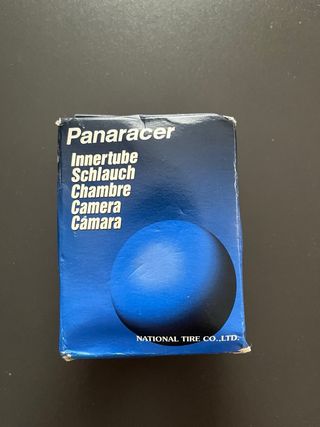 Panaracer
Innertube
Schlauch
Chambre
Camera
Cámara
NATIONAL TIRE CO.,LTD.